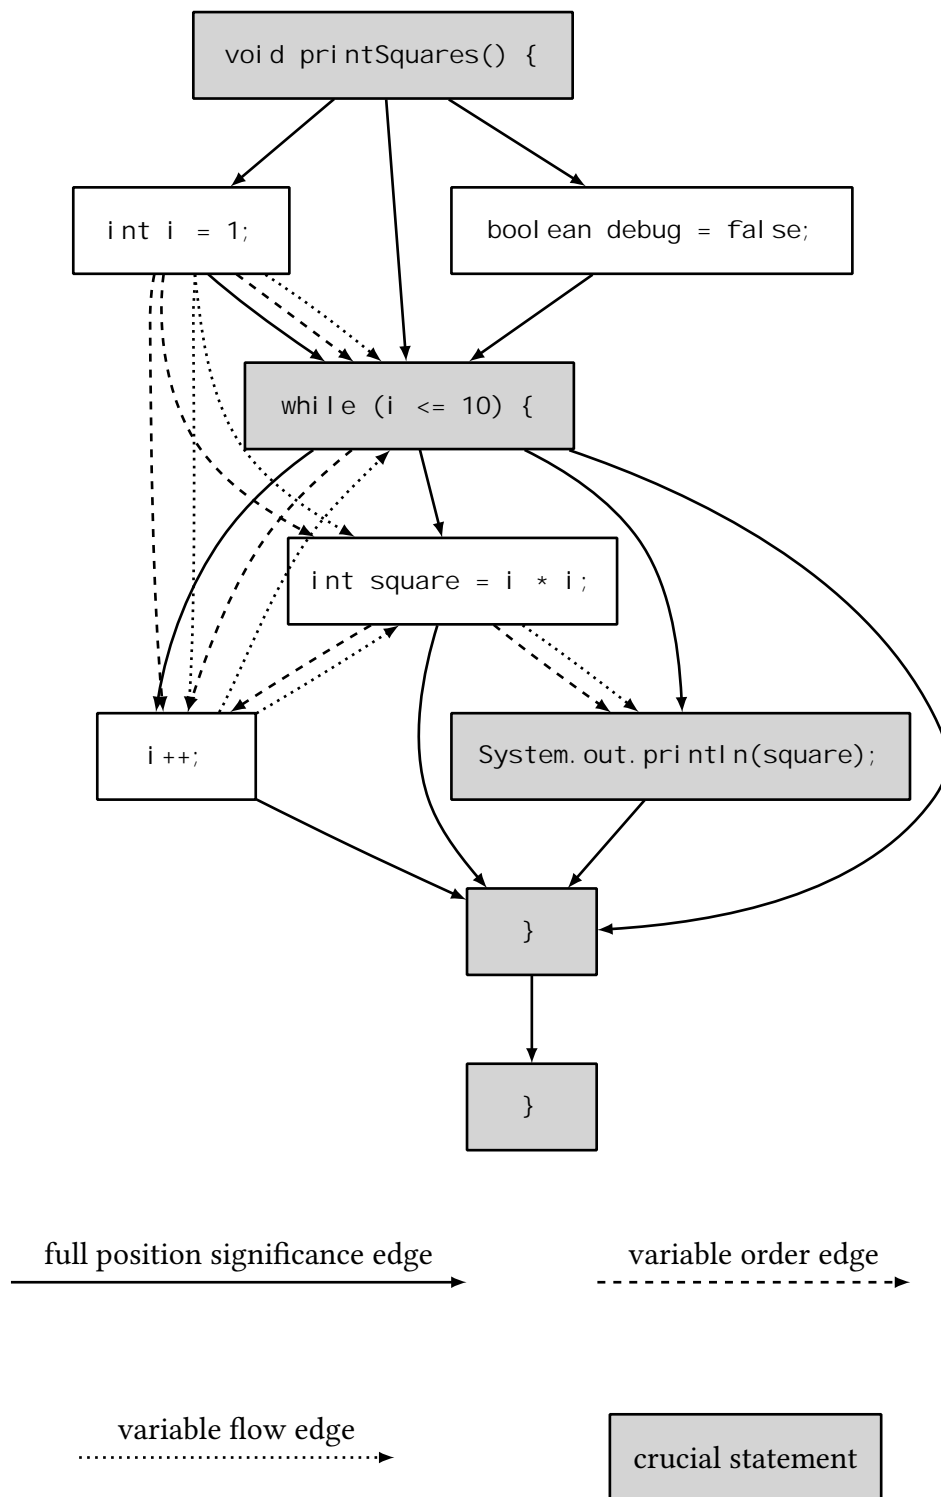 void printSquares() {
int i = 1;
boolean debug = false;
while (i <= 10) {
int square = i * i;
i++;
System.out.println(square);
}
}
full position significance edge
variable order edge
variable flow edge
crucial statement